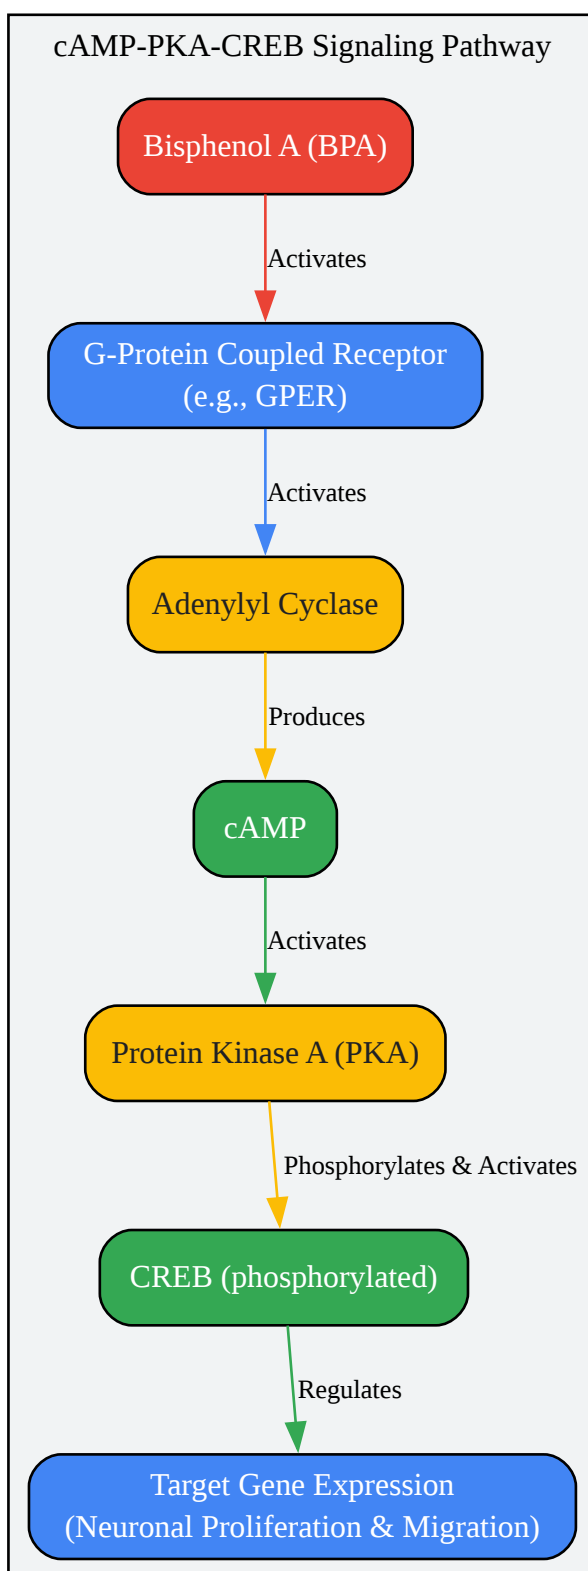 cAMP-PKA-CREB Signaling Pathway
Bisphenol A (BPA)
Activates
G-Protein Coupled Receptor
(e.g., GPER)
Activates
Adenylyl Cyclase
Produces
cAMP
Activates
Protein Kinase A (PKA)
Phosphorylates & Activates
CREB (phosphorylated)
Regulates
Target Gene Expression
(Neuronal Proliferation & Migration)